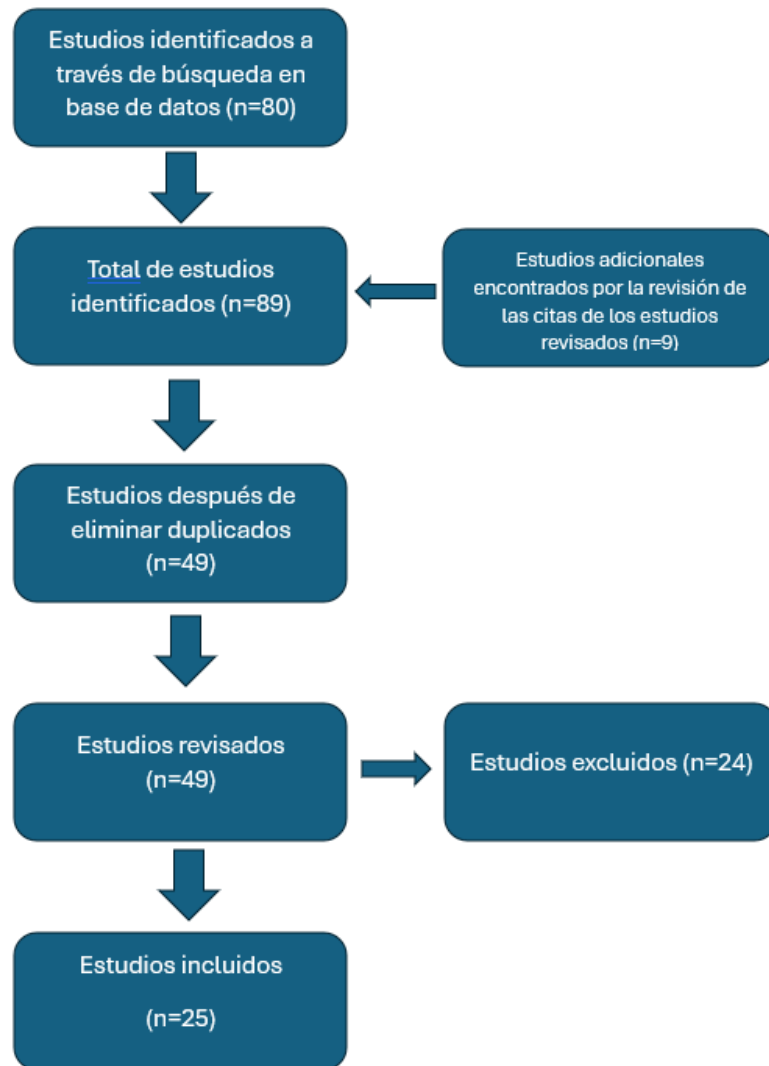 Estudios identificados a
través de búsqueda en
base de datos (n=80)
Total de estudios
identificados (n=89)
Estudios adicionales
encontrados por la revisión de
las citas de los estudios
revisados (n=9)
Estudios después de
eliminar duplicados
(n=49)
Estudios revisados
(n=49)
Estudios excluidos (n=24)
Estudios incluidos
(n=25)